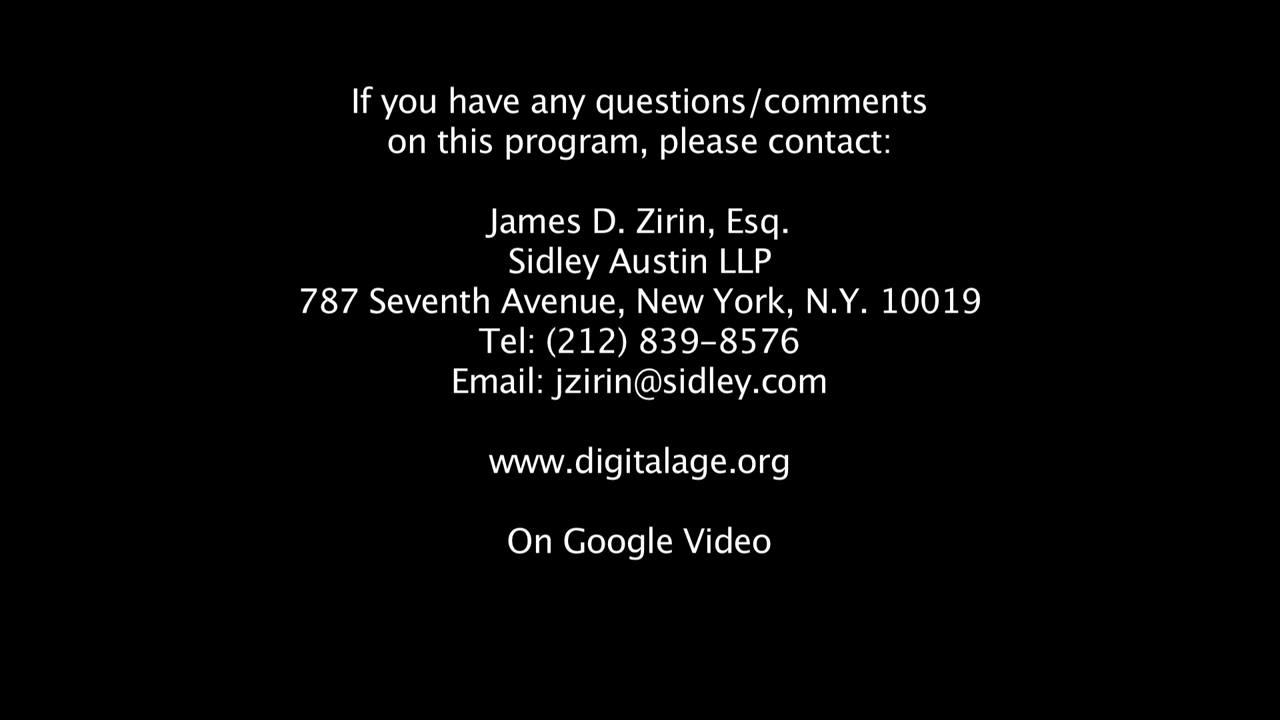 If you have any questions/comments
on this program, please contact:
James D. Zirin, Esq.
Sidley Austin LLP
787 Seventh Avenue, New York, N.Y. 10019
Tel: (212) 839-8576
Email: jzirin@sidley.com
www.digitalage.org
On Google Video